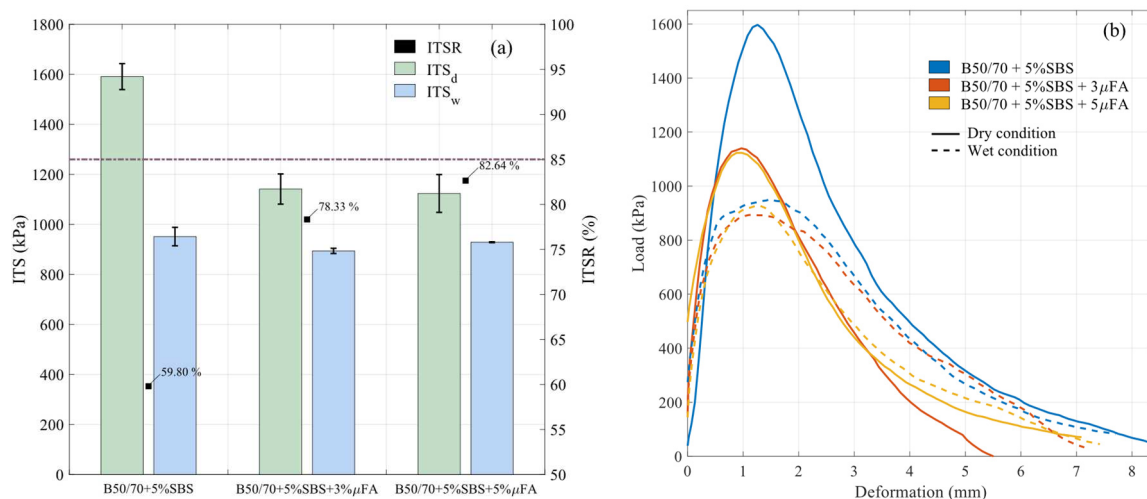 (a)
ITSR
ITS_d
ITS_w
1800
1600
1400
1200
1000
800
600
400
200
0
ITS (kPa)
100
95
90
85
80
75
70
65
60
55
50
ITSR (%)
59.80 %
78.33 %
82.64 %
B50/70+5%SBS
B50/70+5%SBS+3%μFA
B50/70+5%SBS+5%μFA
(b)
B50/70 + 5%SBS
B50/70 + 5%SBS + 3μFA
B50/70 + 5%SBS + 5μFA
Dry condition
Wet condition
1600
1400
1200
1000
800
600
400
200
0
Load (kPa)
0
1
2
3
4
5
6
7
8
Deformation (mm)